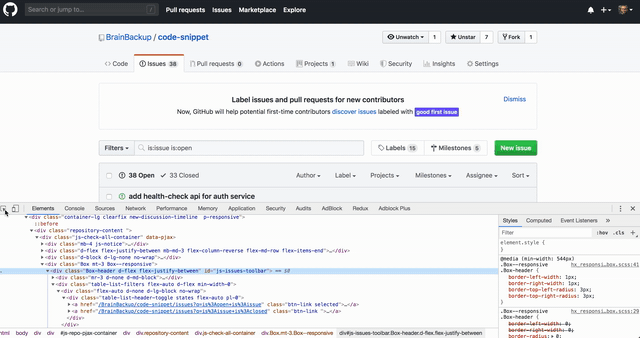 Search or jump to... / Pull requests Issues Marketplace Explore
BrainBackup / code-snippet Unwatch 1 Unstar 7 Fork 1
Code Issues 38 Pull requests 0 Actions Projects 1 Wiki Security Insights Settings
Label issues and pull requests for new contributors Dismiss
Now, GitHub will help potential first-time contributors discover issues labeled with good first issue
Filters is:issue is:open Labels 15 Milestones 5 New issue
38 Open 33 Closed Author Label Projects Milestones Assignee Sort
add health-check api for auth service
Elements Console Sources Network Performance Memory Application Security Audits AdBlock Redux Adblock Plus
<div class="container-lg clearfix new-discussion-timeline p-responsive">
::before
<div class="repository-content ">
<div class="js-check-all-container" data-pjax>
<div class="mb-4 js-notice">…</div>
<div class="d-flex flex-justify-between mb-md-3 flex-column-reverse flex-md-row flex-items-end">…</div>
<div class="d-block d-lg-none no-wrap">…</div>
<div class="Box mt-3 Box--responsive">
<div class="Box-header d-flex flex-justify-between" id="js-issues-toolbar"> == $0
<div class="mr-3 d-none d-md-block">…</div>
<div class="table-list-filters flex-auto d-flex min-width-0">
<div class="flex-auto d-none d-lg-block no-wrap">
<div class="table-list-header-toggle states flex-auto pl-0">
<a href="/BrainBackup/code-snippet/issues?q=is%3Aopen+is%3Aissue" class="btn-link selected">…</a>
<a href="/BrainBackup/code-snippet/issues?q=is%3Aissue+is%3Aclosed" class="btn-link ">…</a>
</div>
</div>
html body div div #js-repo-pjax-container div div.repository-content div.js-check-all-container div.Box.mt-3.Box--responsive div#js-issues-toolbar.Box-header.d-flex.flex-justify-between
Styles Computed Event Listeners »
Filter :hov .cls +
element.style {
}
@media (min-width: 544px)
.Box--responsive hx_responsi….box.scss:41
.Box-header {
border-left-width: 1px;
border-right-width: 1px;
border-top-left-radius: 3px;
border-top-right-radius: 3px;
}
.Box--responsive hx_responsi….box.scss:29
.Box-header {
border-left-width: 0;
border-right-width: 0;
border-radius: 0;